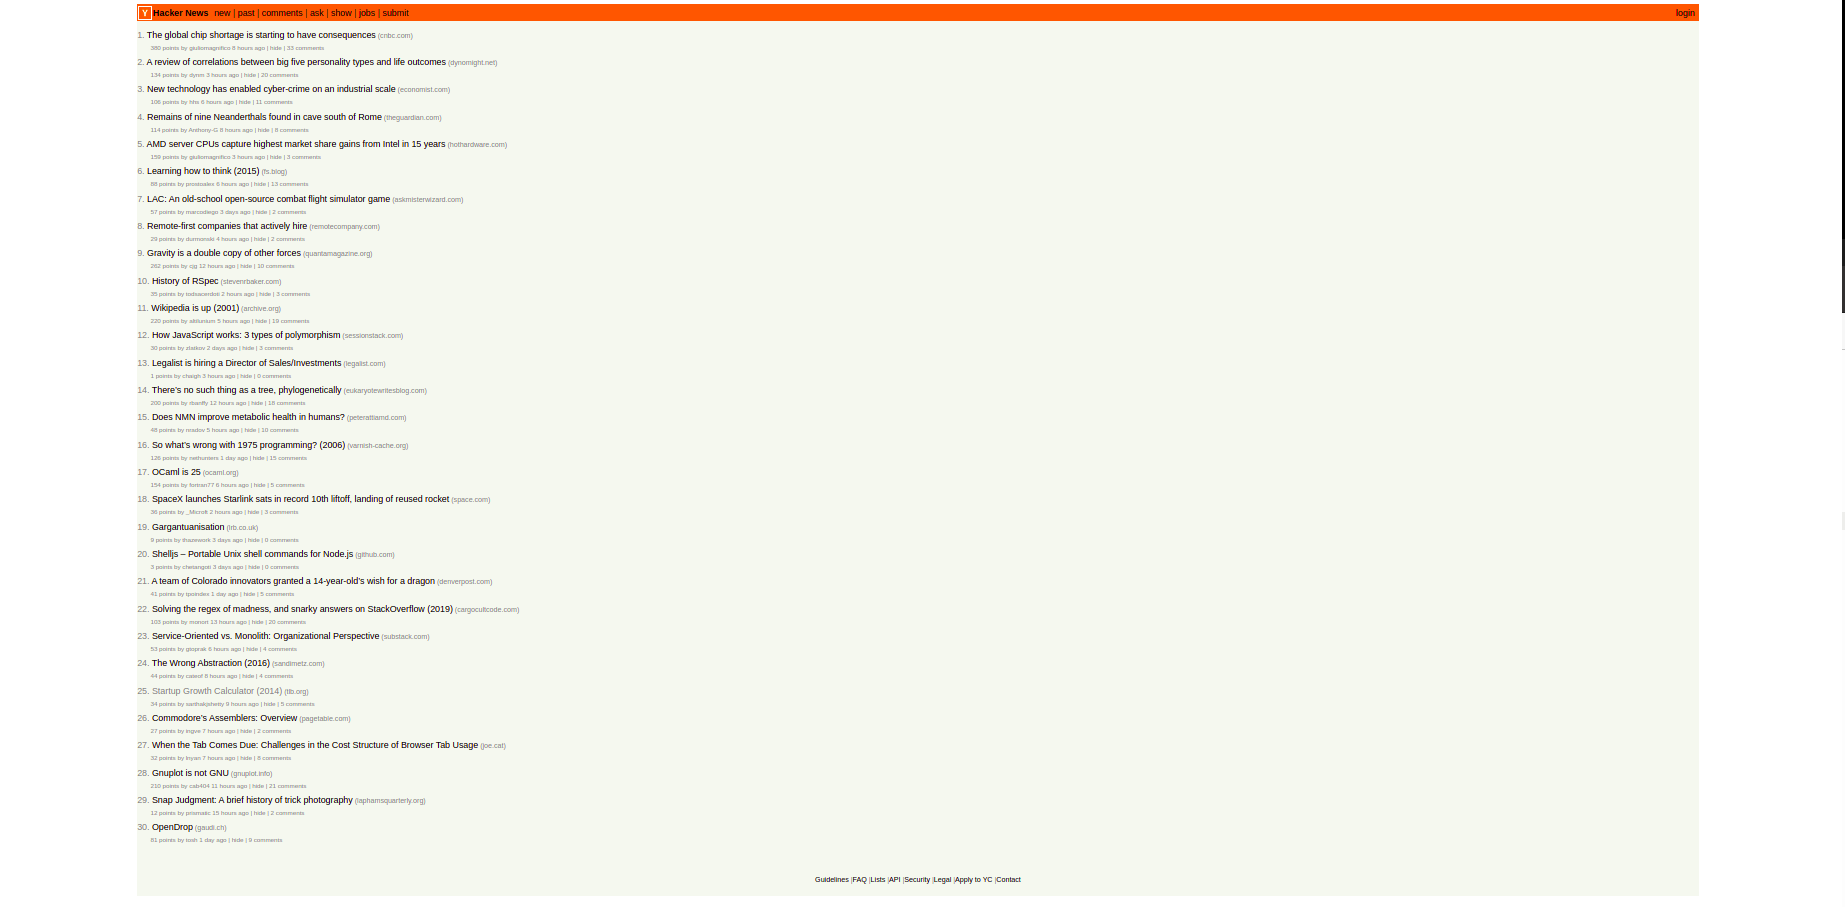 Y Hacker News new | past | comments | ask | show | jobs | submit login
1. The global chip shortage is starting to have consequences (cnbc.com)
380 points by giuliomagnifico 8 hours ago | hide | 33 comments
2. A review of correlations between big five personality types and life outcomes (dynomight.net)
134 points by dynm 3 hours ago | hide | 20 comments
3. New technology has enabled cyber-crime on an industrial scale (economist.com)
106 points by hhs 6 hours ago | hide | 11 comments
4. Remains of nine Neanderthals found in cave south of Rome (theguardian.com)
114 points by Anthony-G 8 hours ago | hide | 8 comments
5. AMD server CPUs capture highest market share gains from Intel in 15 years (hothardware.com)
159 points by giuliomagnifico 3 hours ago | hide | 3 comments
6. Learning how to think (2015) (fs.blog)
88 points by prostoalex 6 hours ago | hide | 13 comments
7. LAC: An old-school open-source combat flight simulator game (askmisterwizard.com)
57 points by marcodiego 3 days ago | hide | 2 comments
8. Remote-first companies that actively hire (remotecompany.com)
29 points by durmonski 4 hours ago | hide | 2 comments
9. Gravity is a double copy of other forces (quantamagazine.org)
262 points by cjg 12 hours ago | hide | 10 comments
10. History of RSpec (stevenrbaker.com)
35 points by todsacerdoti 2 hours ago | hide | 3 comments
11. Wikipedia is up (2001) (archive.org)
220 points by altilunium 5 hours ago | hide | 19 comments
12. How JavaScript works: 3 types of polymorphism (sessionstack.com)
30 points by zlatkov 2 days ago | hide | 3 comments
13. Legalist is hiring a Director of Sales/Investments (legalist.com)
1 points by chaigh 3 hours ago | hide | 0 comments
14. There's no such thing as a tree, phylogenetically (eukaryotewritesblog.com)
200 points by rbanffy 12 hours ago | hide | 18 comments
15. Does NMN improve metabolic health in humans? (peterattiamd.com)
48 points by madov 5 hours ago | hide | 10 comments
16. So what's wrong with 1975 programming? (2006) (varnish-cache.org)
126 points by nethunters 1 day ago | hide | 15 comments
17. OCaml is 25 (ocaml.org)
154 points by fortran77 6 hours ago | hide | 5 comments
18. SpaceX launches Starlink sats in record 10th liftoff, landing of reused rocket (space.com)
36 points by _Microft 2 hours ago | hide | 3 comments
19. Gargantuanisation (lrb.co.uk)
9 points by thazework 3 days ago | hide | 0 comments
20. Shelljs – Portable Unix shell commands for Node.js (github.com)
3 points by chetangoti 3 days ago | hide | 0 comments
21. A team of Colorado innovators granted a 14-year-old's wish for a dragon (denverpost.com)
41 points by tpoindex 1 day ago | hide | 5 comments
22. Solving the regex of madness, and snarky answers on StackOverflow (2019) (cargocultcode.com)
103 points by monort 13 hours ago | hide | 20 comments
23. Service-Oriented vs. Monolith: Organizational Perspective (substack.com)
53 points by gtoprak 6 hours ago | hide | 4 comments
24. The Wrong Abstraction (2016) (sandimetz.com)
44 points by cateof 8 hours ago | hide | 4 comments
25. Startup Growth Calculator (2014) (tlb.org)
34 points by sarthakjshetty 9 hours ago | hide | 5 comments
26. Commodore's Assemblers: Overview (pagetable.com)
27 points by ingve 7 hours ago | hide | 2 comments
27. When the Tab Comes Due: Challenges in the Cost Structure of Browser Tab Usage (joe.cat)
32 points by tnyan 7 hours ago | hide | 8 comments
28. Gnuplot is not GNU (gnuplot.info)
210 points by cab404 11 hours ago | hide | 21 comments
29. Snap Judgment: A brief history of trick photography (laphamsquarterly.org)
12 points by prismatic 15 hours ago | hide | 2 comments
30. OpenDrop (gaudi.ch)
81 points by tosh 1 day ago | hide | 9 comments
Guidelines |FAQ |Lists |API |Security |Legal |Apply to YC |Contact